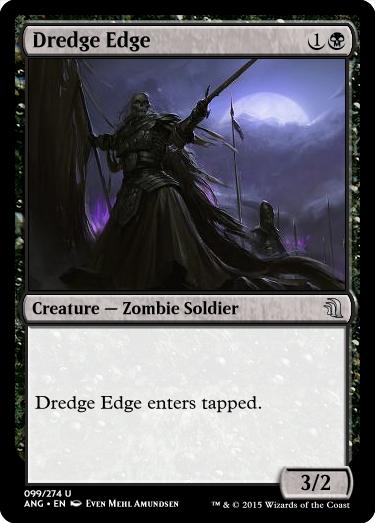 Dredge Edge 1
Creature — Zombie Soldier
Dredge Edge enters tapped.
3/2
099/274 U
ANG • EN Even Mehl Amundsen ™ & © 2015 Wizards of the Coast